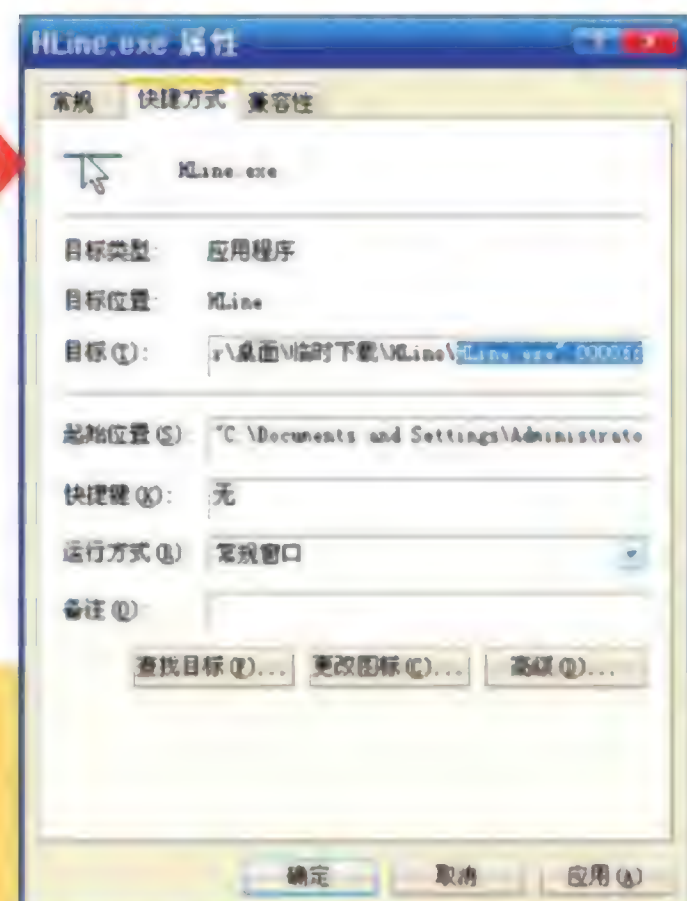 HLine.exe 属性
常规 快捷方式 兼容性
HLine.exe
目标类型: 应用程序
目标位置: HLine
目标(T): r\桌面\临时下载\HLine\HLine.exe" 0000ff
起始位置(S) "C:\Documents and Settings\Administrato
快捷键(K): 无
运行方式(R) 常规窗口
备注(O)
查找目标(F)... 更改图标(C)... 高级(D)...
确定 取消 应用(A)